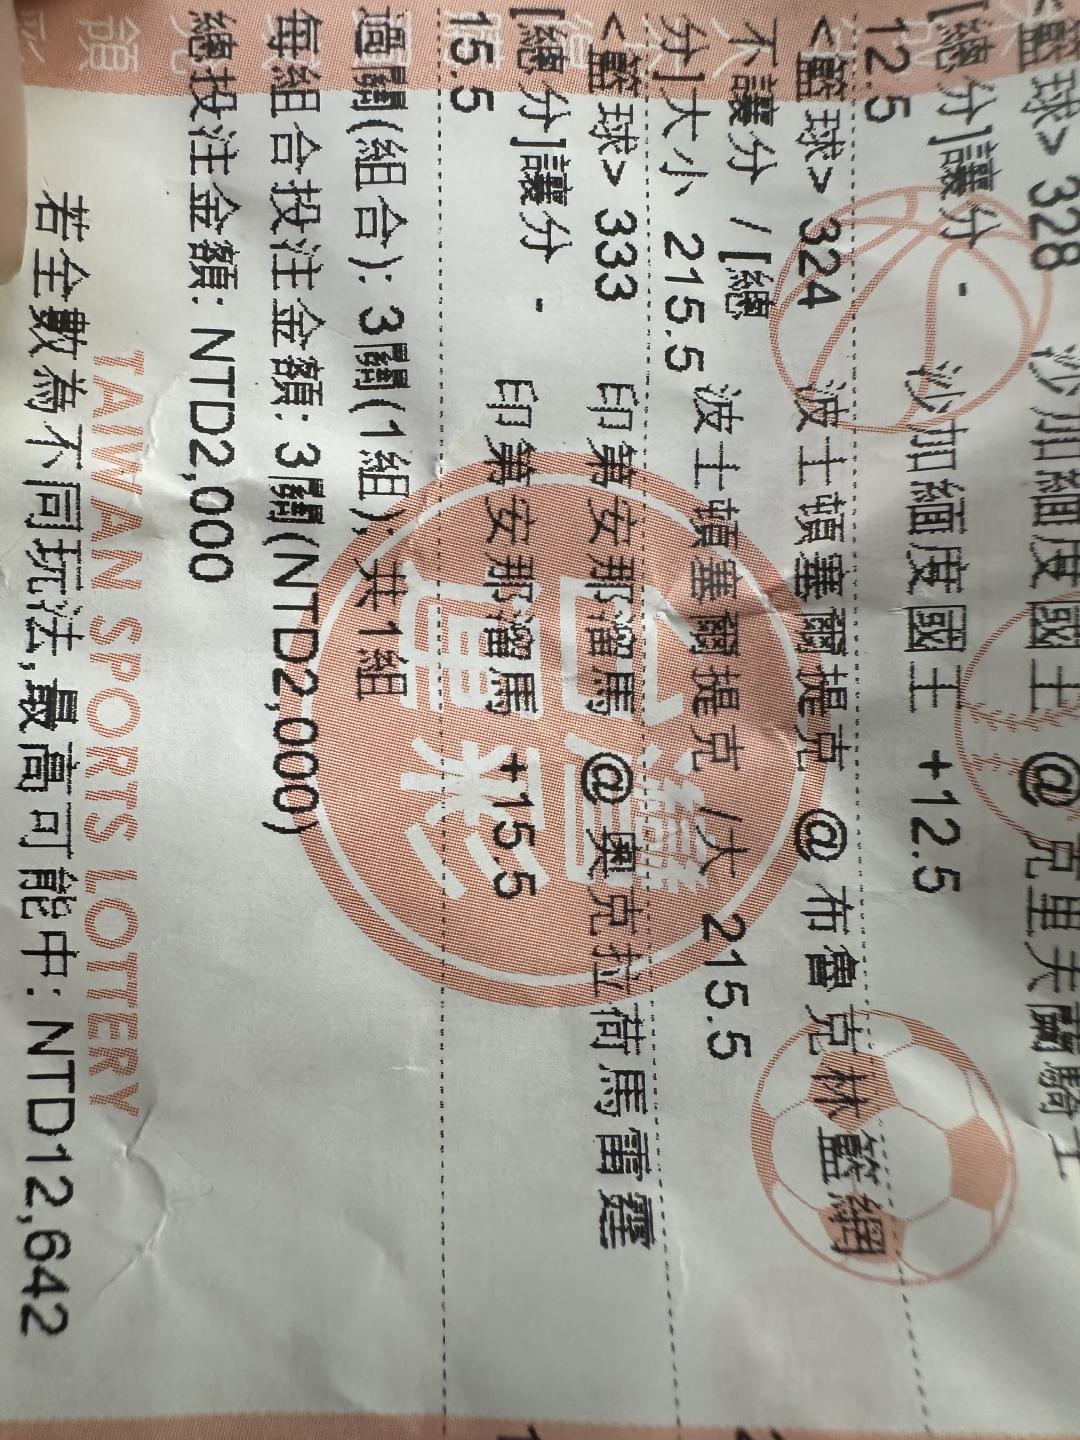 <籃球> 328 沙加緬度國王 @ 克里夫蘭騎士
[總分]讓分 - 沙加緬度國王 +12.5
12.5
<籃球> 324 波士頓塞爾提克 @ 布魯克林籃網
不讓分 /[總 波士頓塞爾提克 /大 215.5
分]大小 215.5
<籃球> 333 印第安那溜馬 @ 奧克拉荷馬雷霆
[總分]讓分 - 印第安那溜馬 +15.5
15.5
過關(組合): 3關(1組); 共1組
每組合投注金額: 3關(NTD2,000)
總投注金額: NTD2,000
台灣
運彩
TAIWAN SPORTS LOTTERY
若全數為不同玩法,最高可能中: NTD12,642